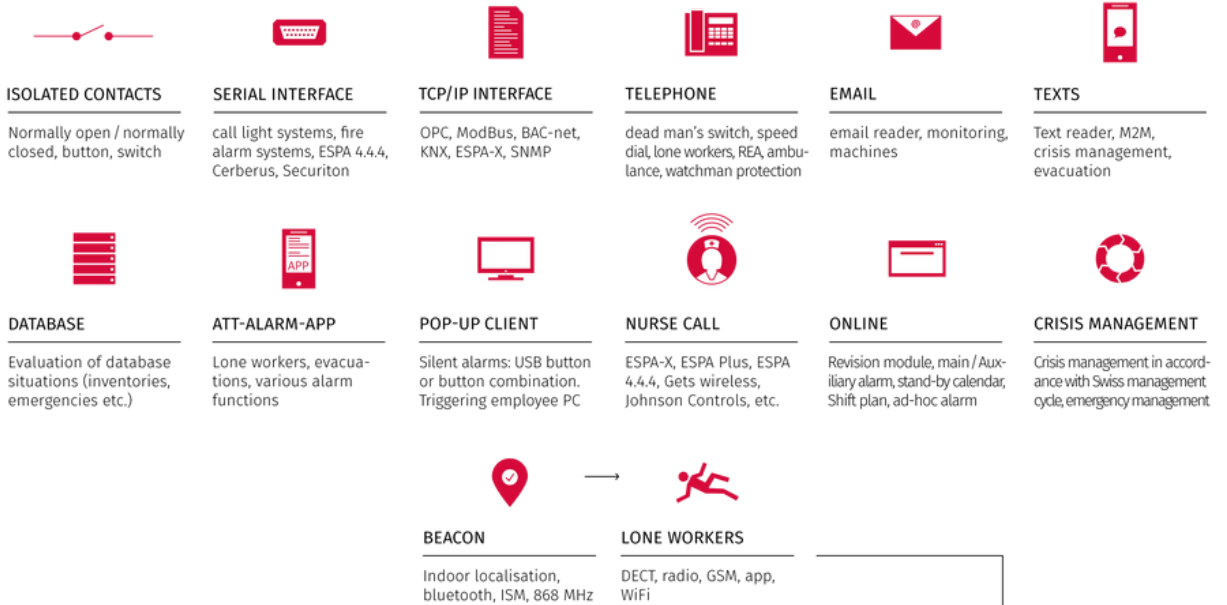 ISOLATED CONTACTS
Normally open / normally
closed, button, switch
SERIAL INTERFACE
call light systems, fire
alarm systems, ESPA 4.4.4,
Cerberus, Securiton
TCP/IP INTERFACE
OPC, ModBus, BAC-net,
KNX, ESPA-X, SNMP
TELEPHONE
dead man's switch, speed
dial, lone workers, REA, ambu-
lance, watchman protection
EMAIL
email reader, monitoring,
machines
TEXTS
Text reader, M2M,
crisis management,
evacuation
DATABASE
Evaluation of database
situations (inventories,
emergencies etc.)
APP
ATT-ALARM-APP
Lone workers, evacua-
tions, various alarm
functions
POP-UP CLIENT
Silent alarms: USB button
or button combination.
Triggering employee PC
NURSE CALL
ESPA-X, ESPA Plus, ESPA
4.4.4, Gets wireless,
Johnson Controls, etc.
ONLINE
Revision module, main / Aux-
iliary alarm, stand-by calendar,
Shift plan, ad-hoc alarm
CRISIS MANAGEMENT
Crisis management in accord-
ance with Swiss management
cycle, emergency management
BEACON
Indoor localisation,
bluetooth, ISM, 868 MHz
LONE WORKERS
DECT, radio, GSM, app,
WiFi